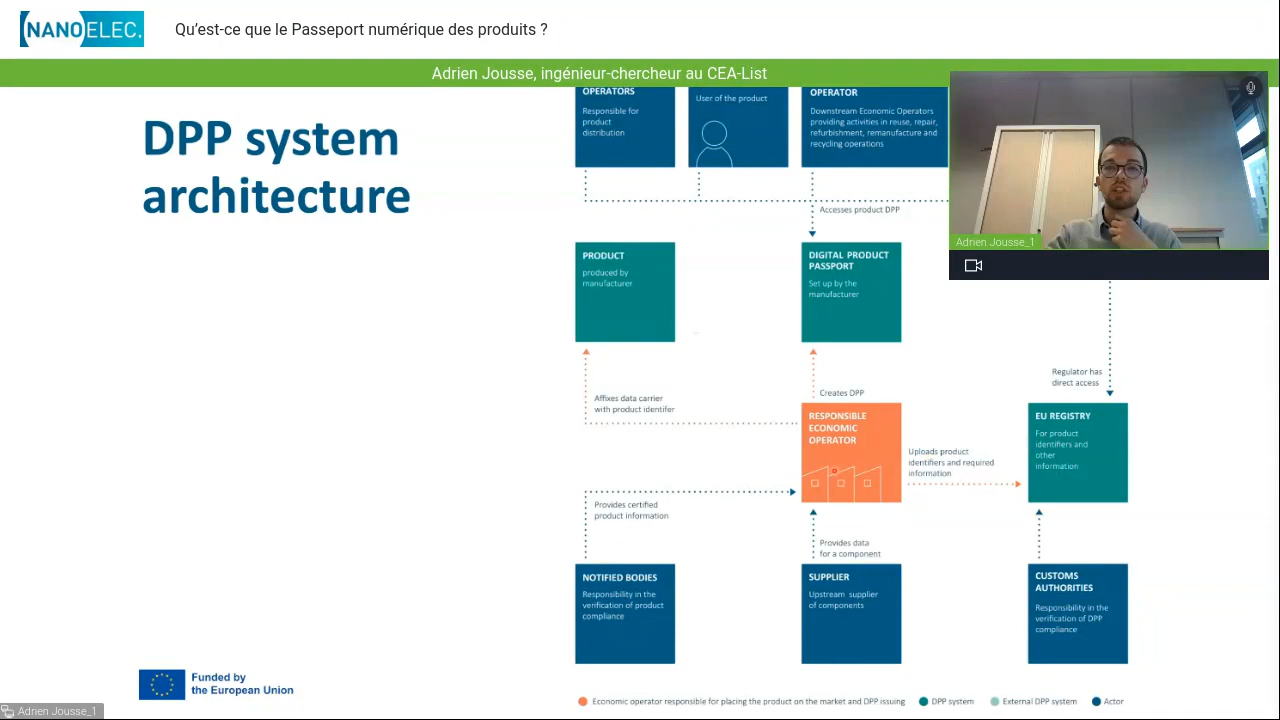 NANOELEC.
Qu’est-ce que le Passeport numérique des produits ?
Adrien Jousse, ingénieur-chercheur au CEA-List
DPP system
architecture
OPERATORS
Responsible for
product
distribution
User of the product
OPERATOR
Downstream Economic Operators
providing activities in reuse, repair,
refurbishment, remanufacture and
recycling operations
Adrien Jousse_1
Accesses product DPP
PRODUCT
produced by
manufacturer
DIGITAL PRODUCT
PASSPORT
Set up by the
manufacturer
Regulator has
direct access
Affixes data carrier
with product identifer
Creates DPP
RESPONSIBLE
ECONOMIC
OPERATOR
Uploads product
identifiers and required
information
EU REGISTRY
For product
identifiers and
other
information
Provides certified
product information
Provides data
for a component
NOTIFIED BODIES
Responsibility in the
verification of product
compliance
SUPPLIER
Upstream supplier
of components
CUSTOMS
AUTHORITIES
Responsibility in the
verification of DPP
compliance
Funded by
the European Union
Economic operator responsible for placing the product on the market and DPP issuing
DPP system
External DPP system
Actor
Adrien Jousse_1